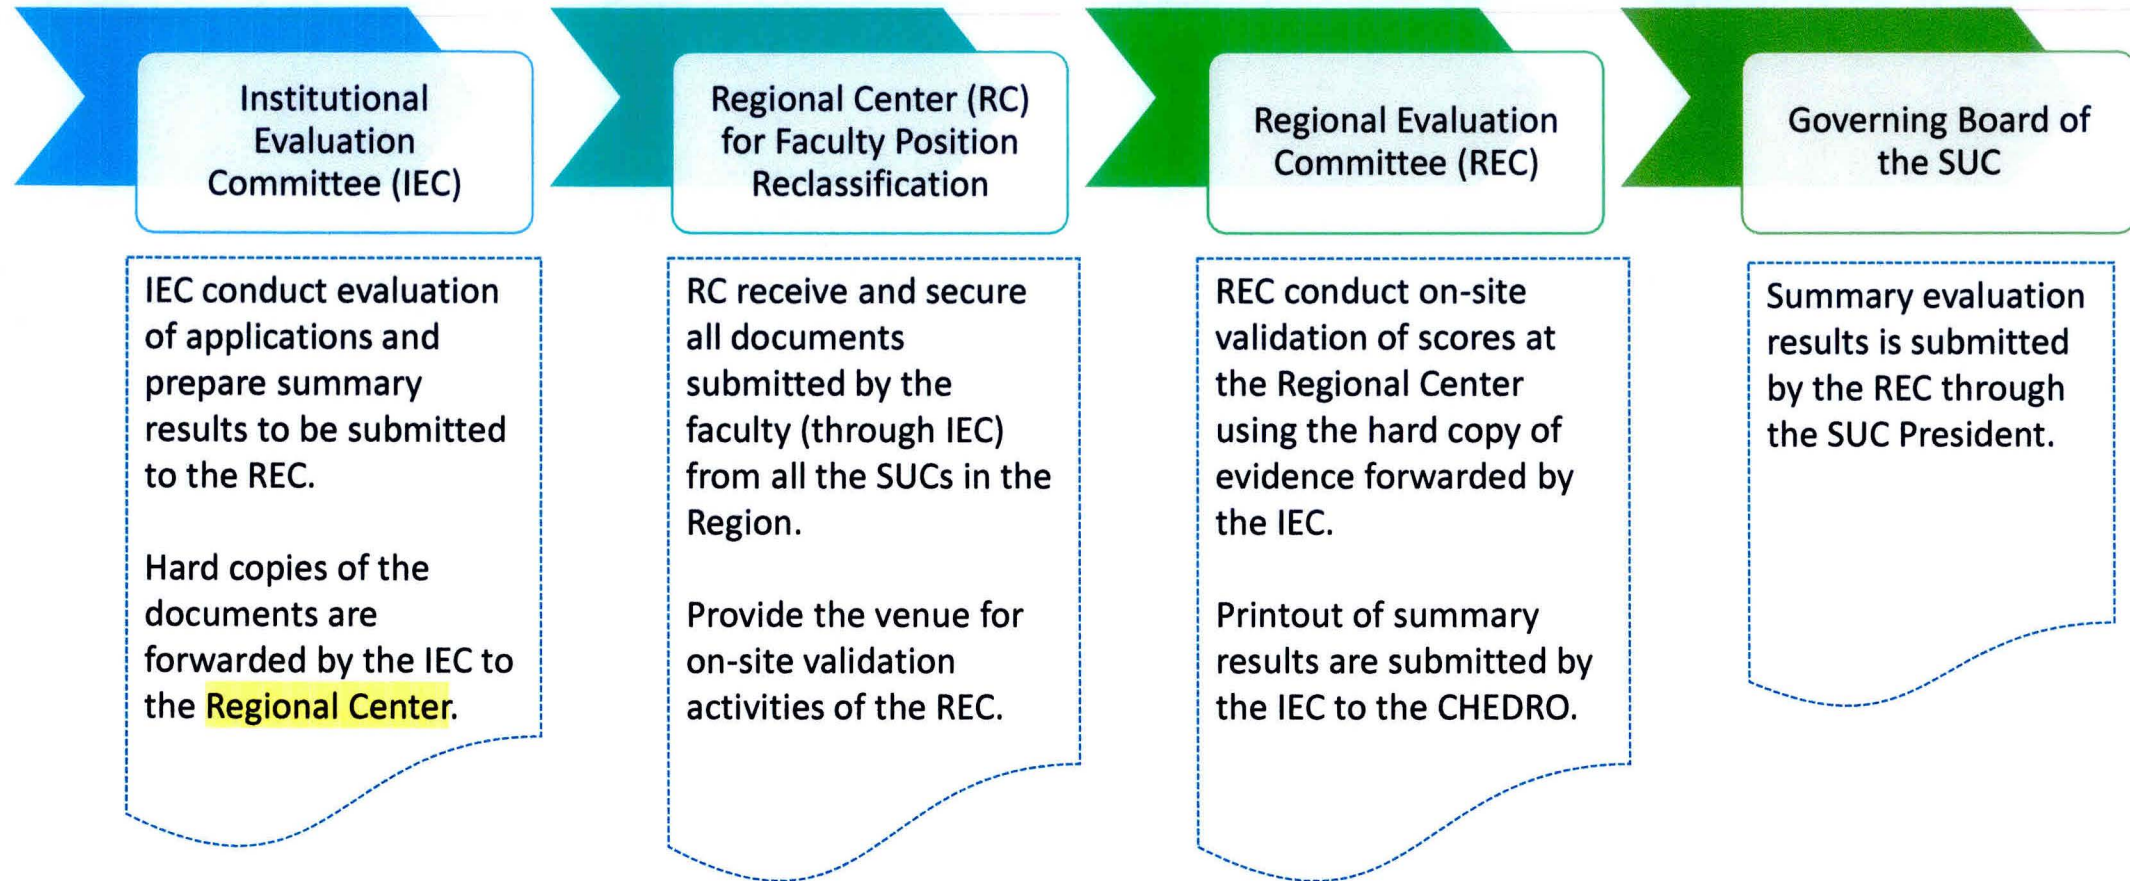 Institutional
Evaluation
Committee (IEC)
IEC conduct evaluation
of applications and
prepare summary
results to be submitted
to the REC.
Hard copies of the
documents are
forwarded by the IEC to
the Regional Center.
Regional Center (RC)
for Faculty Position
Reclassification
RC receive and secure
all documents
submitted by the
faculty (through IEC)
from all the SUCs in the
Region.
Provide the venue for
on-site validation
activities of the REC.
Regional Evaluation
Committee (REC)
REC conduct on-site
validation of scores at
the Regional Center
using the hard copy of
evidence forwarded by
the IEC.
Printout of summary
results are submitted by
the IEC to the CHEDRO.
Governing Board of
the SUC
Summary evaluation
results is submitted
by the REC through
the SUC President.